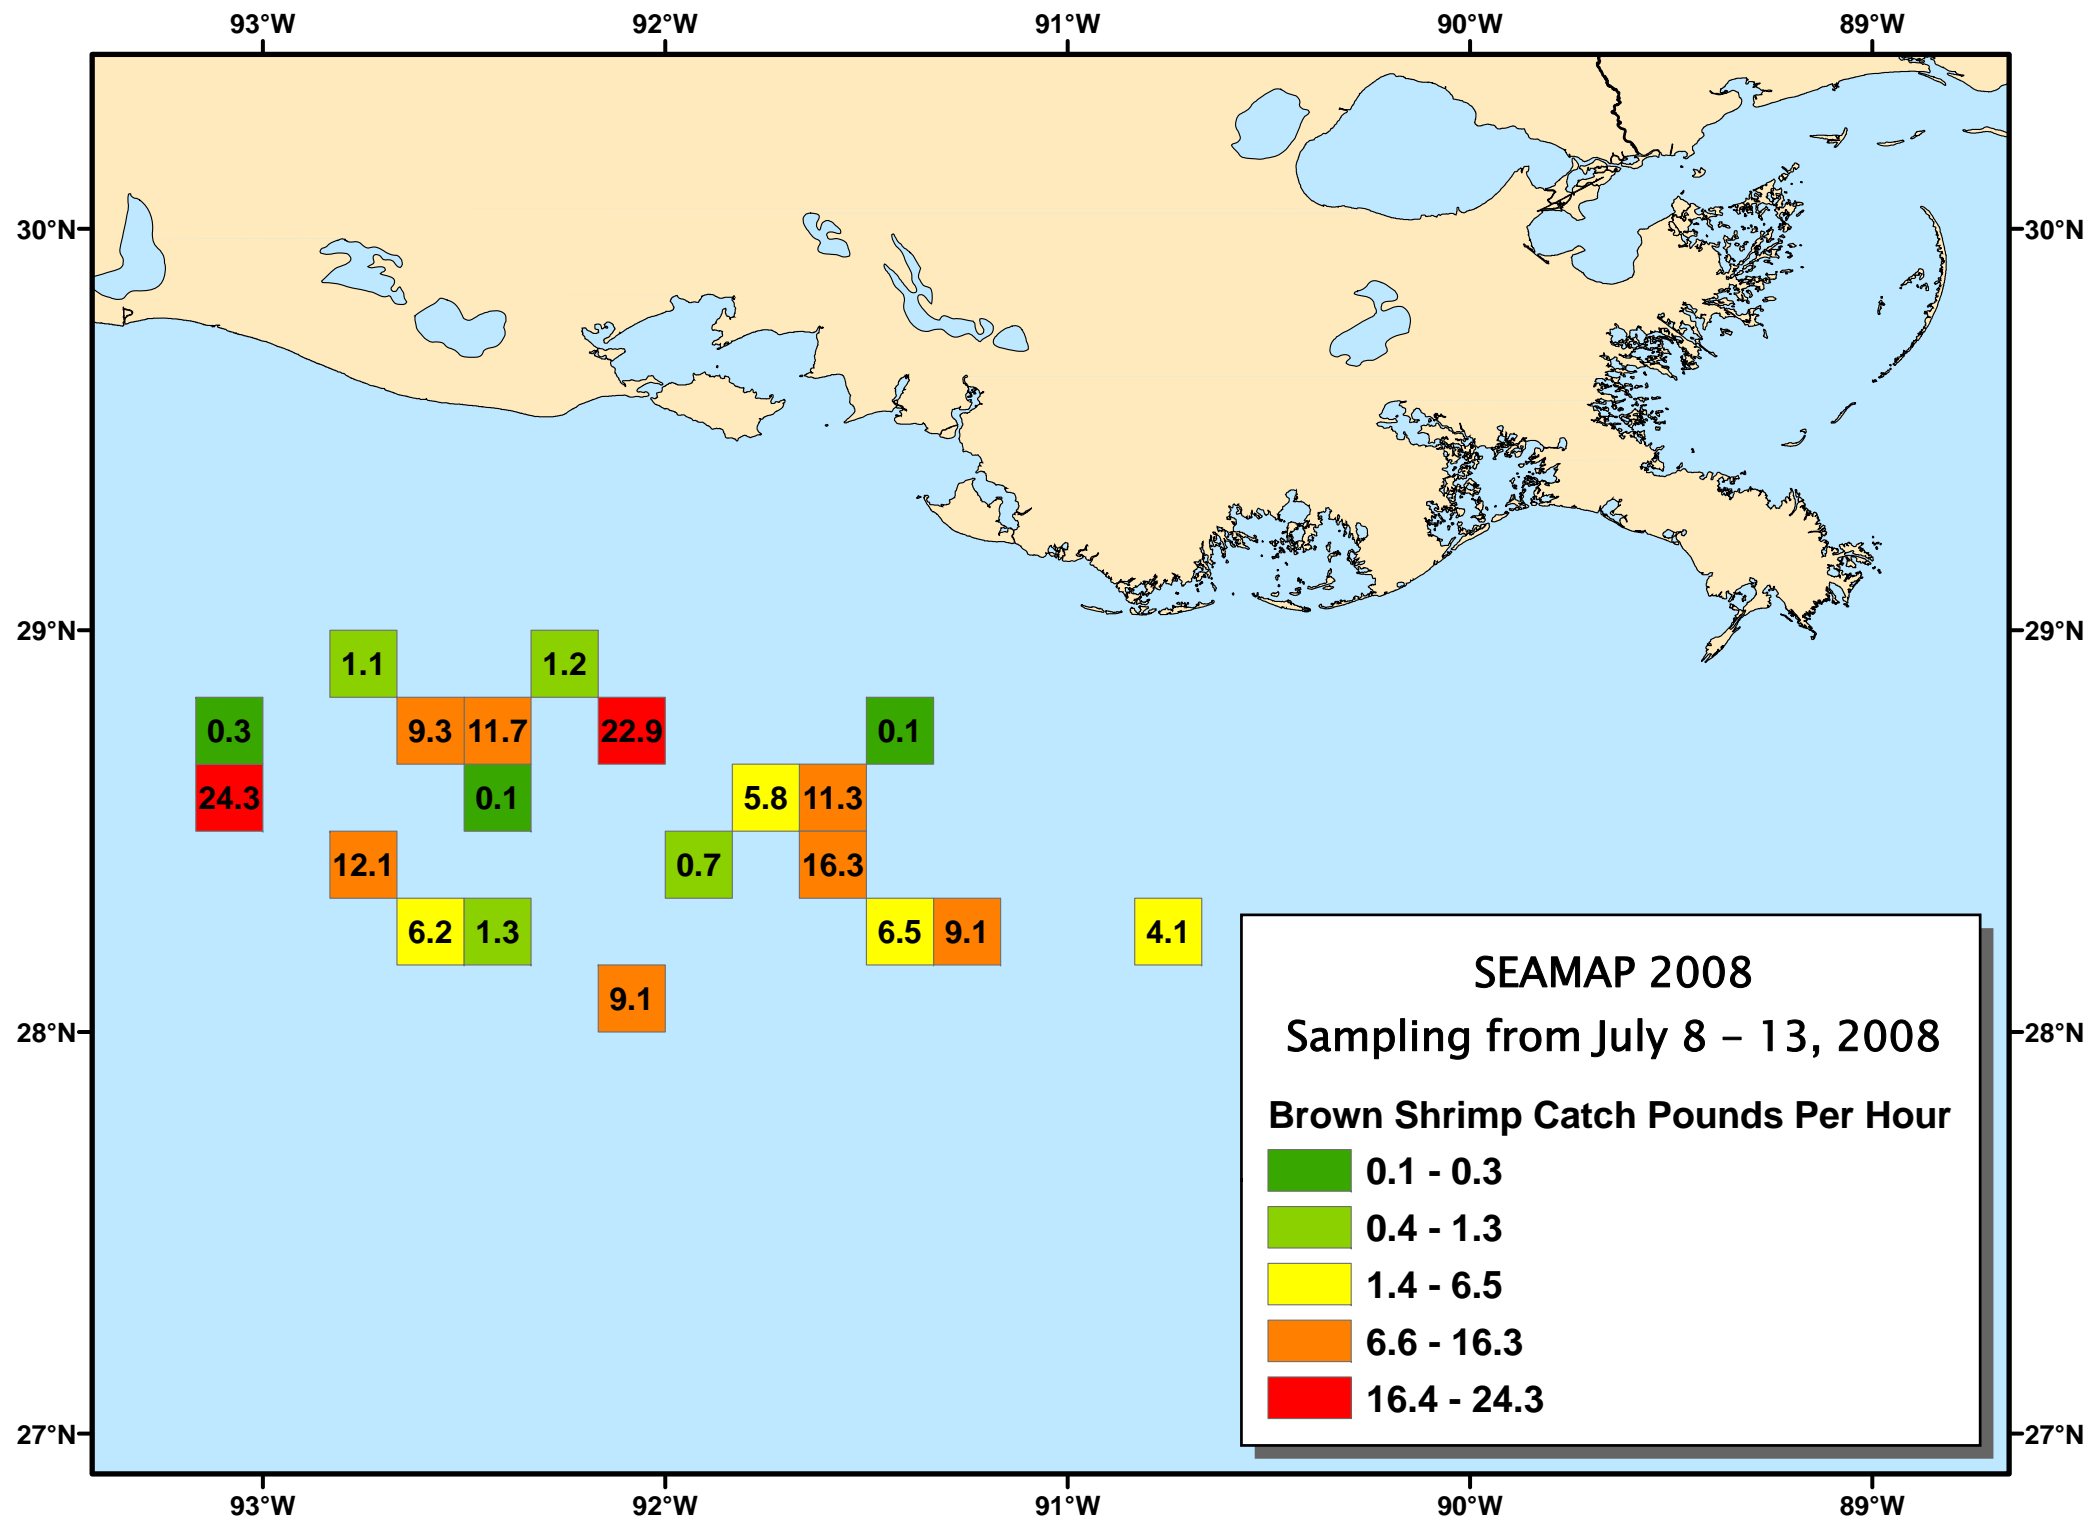 93°W 92°W 91°W 90°W 89°W
30°N 30°N
29°N 29°N
1.1 1.2
0.3 9.3 11.7 22.9 0.1
24.3 0.1 5.8 11.3
12.1 0.7 16.3
6.2 1.3 6.5 9.1 4.1
9.1
28°N 28°N
27°N 27°N
SEAMAP 2008
Sampling from July 8 – 13, 2008
Brown Shrimp Catch Pounds Per Hour
0.1 - 0.3
0.4 - 1.3
1.4 - 6.5
6.6 - 16.3
16.4 - 24.3
93°W 92°W 91°W 90°W 89°W